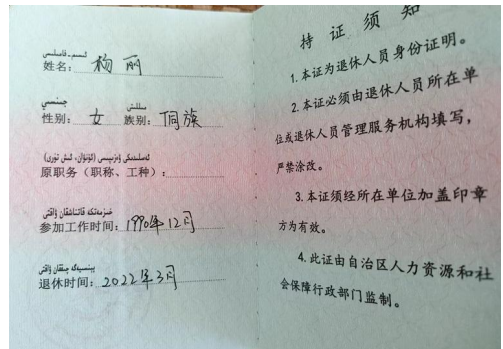 ئىسىم-فامىلىسى
姓名：杨丽
جىنسىي مىللىتى
性别：女 族别：侗族
ئەسلىدىكى ۋەزىپىسى (ئۇنۋان، ئىش تۈرى)
原职务（职称、工种）：
خىزمەتكە قاتناشقان ۋاقتى
参加工作时间：1990年12月
پېنسىيەگە چىققان ۋاقتى
退休时间：2022年3月
持证须知
1.本证为退休人员身份证明。
2.本证必须由退休人员所在单
位或退休人员管理服务机构填写，
严禁涂改。
3.本证须经所在单位加盖印章
方为有效。
4.此证由自治区人力资源和社
会保障行政部门监制。